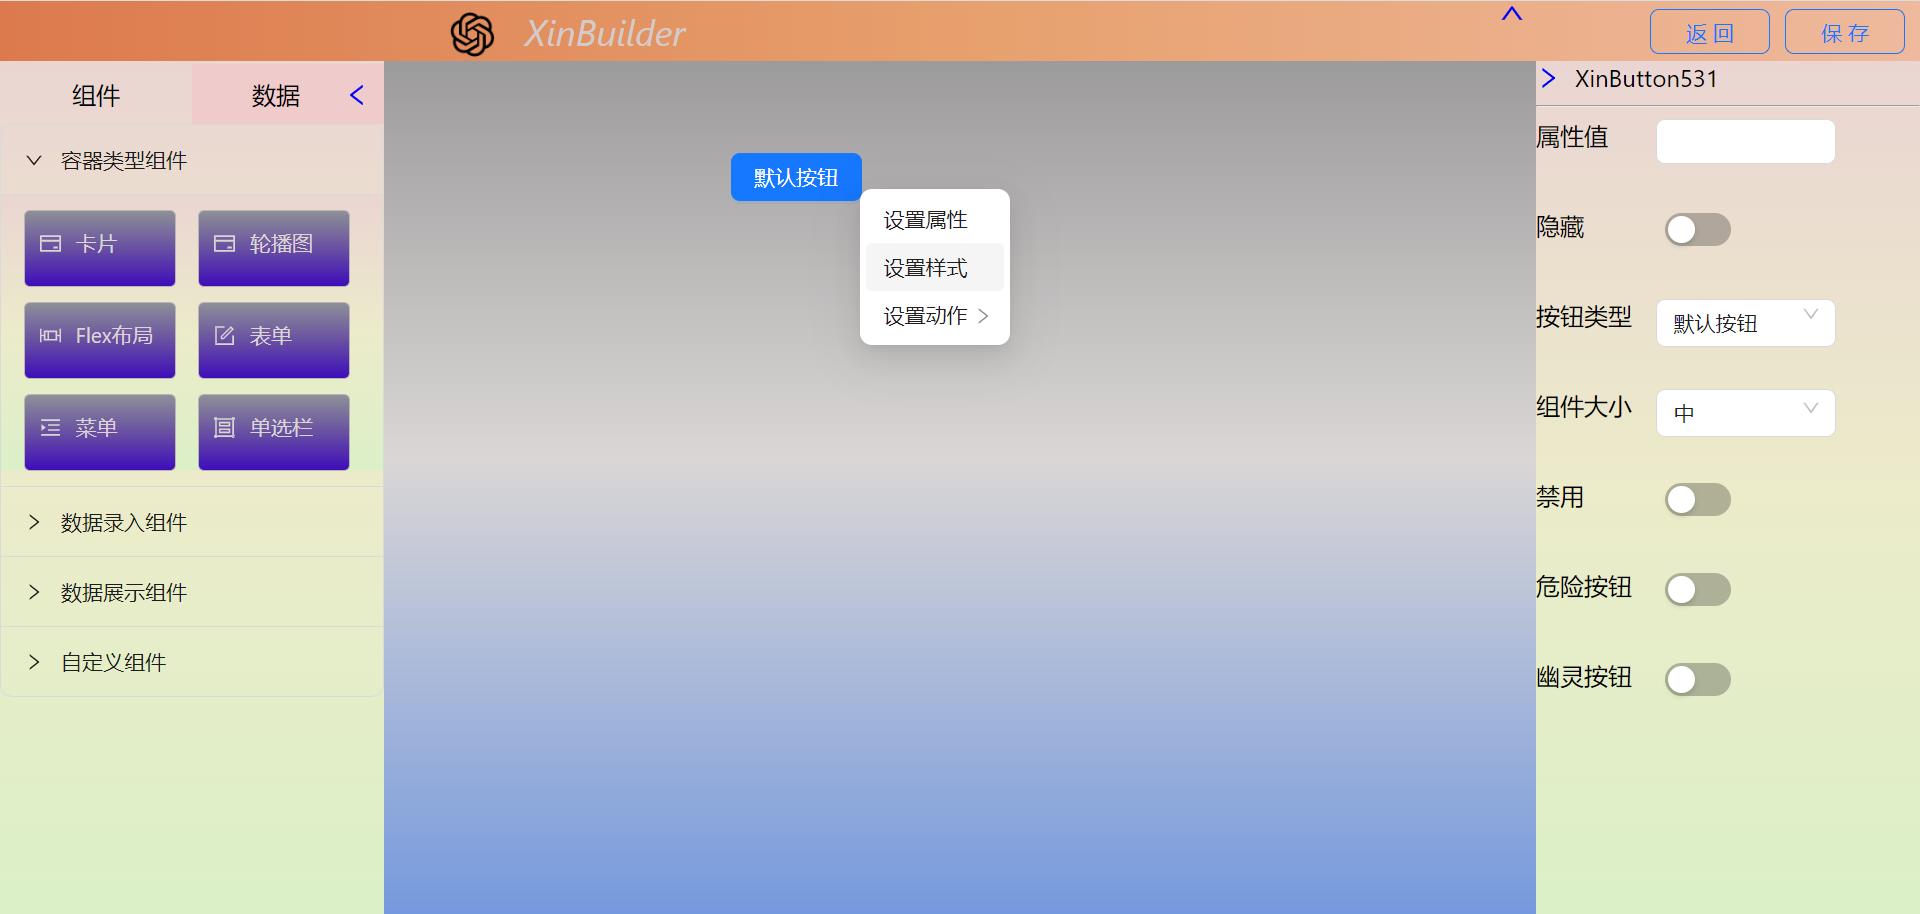 XinBuilder
返 回
保 存
组件
数据
容器类型组件
卡片
轮播图
Flex布局
表单
菜单
单选栏
数据录入组件
数据展示组件
自定义组件
默认按钮
设置属性
设置样式
设置动作
XinButton531
属性值
隐藏
按钮类型
默认按钮
组件大小
中
禁用
危险按钮
幽灵按钮